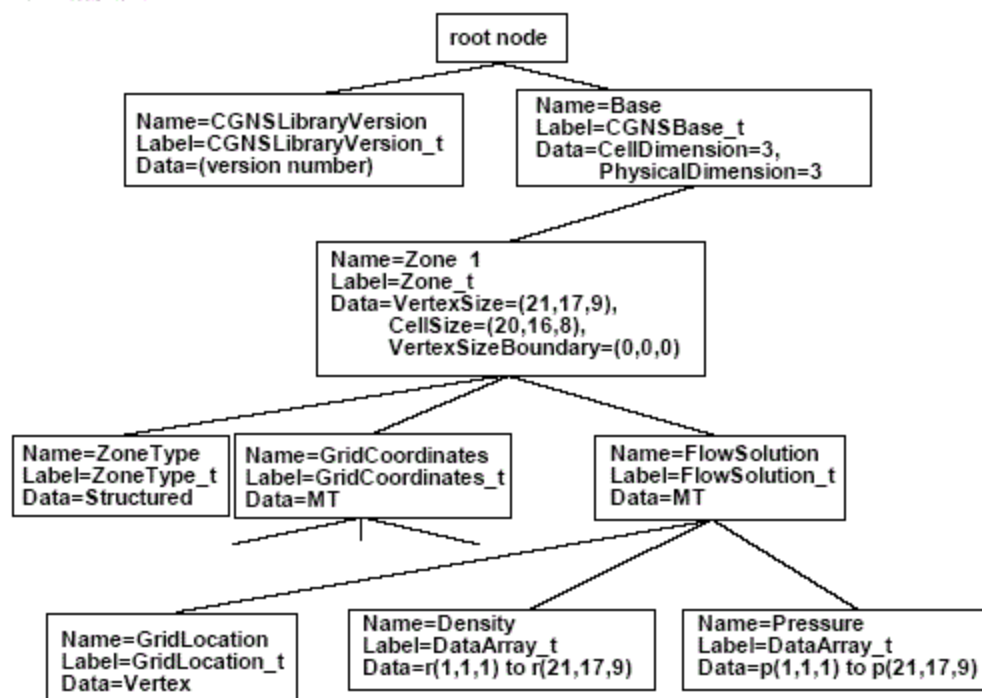 root node
Name=CGNSLibraryVersion
Label=CGNSLibraryVersion_t
Data=(version number)
Name=Base
Label=CGNSBase_t
Data=CellDimension=3,
PhysicalDimension=3
Name=Zone 1
Label=Zone_t
Data=VertexSize=(21,17,9),
CellSize=(20,16,8),
VertexSizeBoundary=(0,0,0)
Name=ZoneType
Label=ZoneType_t
Data=Structured
Name=GridCoordinates
Label=GridCoordinates_t
Data=MT
Name=FlowSolution
Label=FlowSolution_t
Data=MT
Name=GridLocation
Label=GridLocation_t
Data=Vertex
Name=Density
Label=DataArray_t
Data=r(1,1,1) to r(21,17,9)
Name=Pressure
Label=DataArray_t
Data=p(1,1,1) to p(21,17,9)